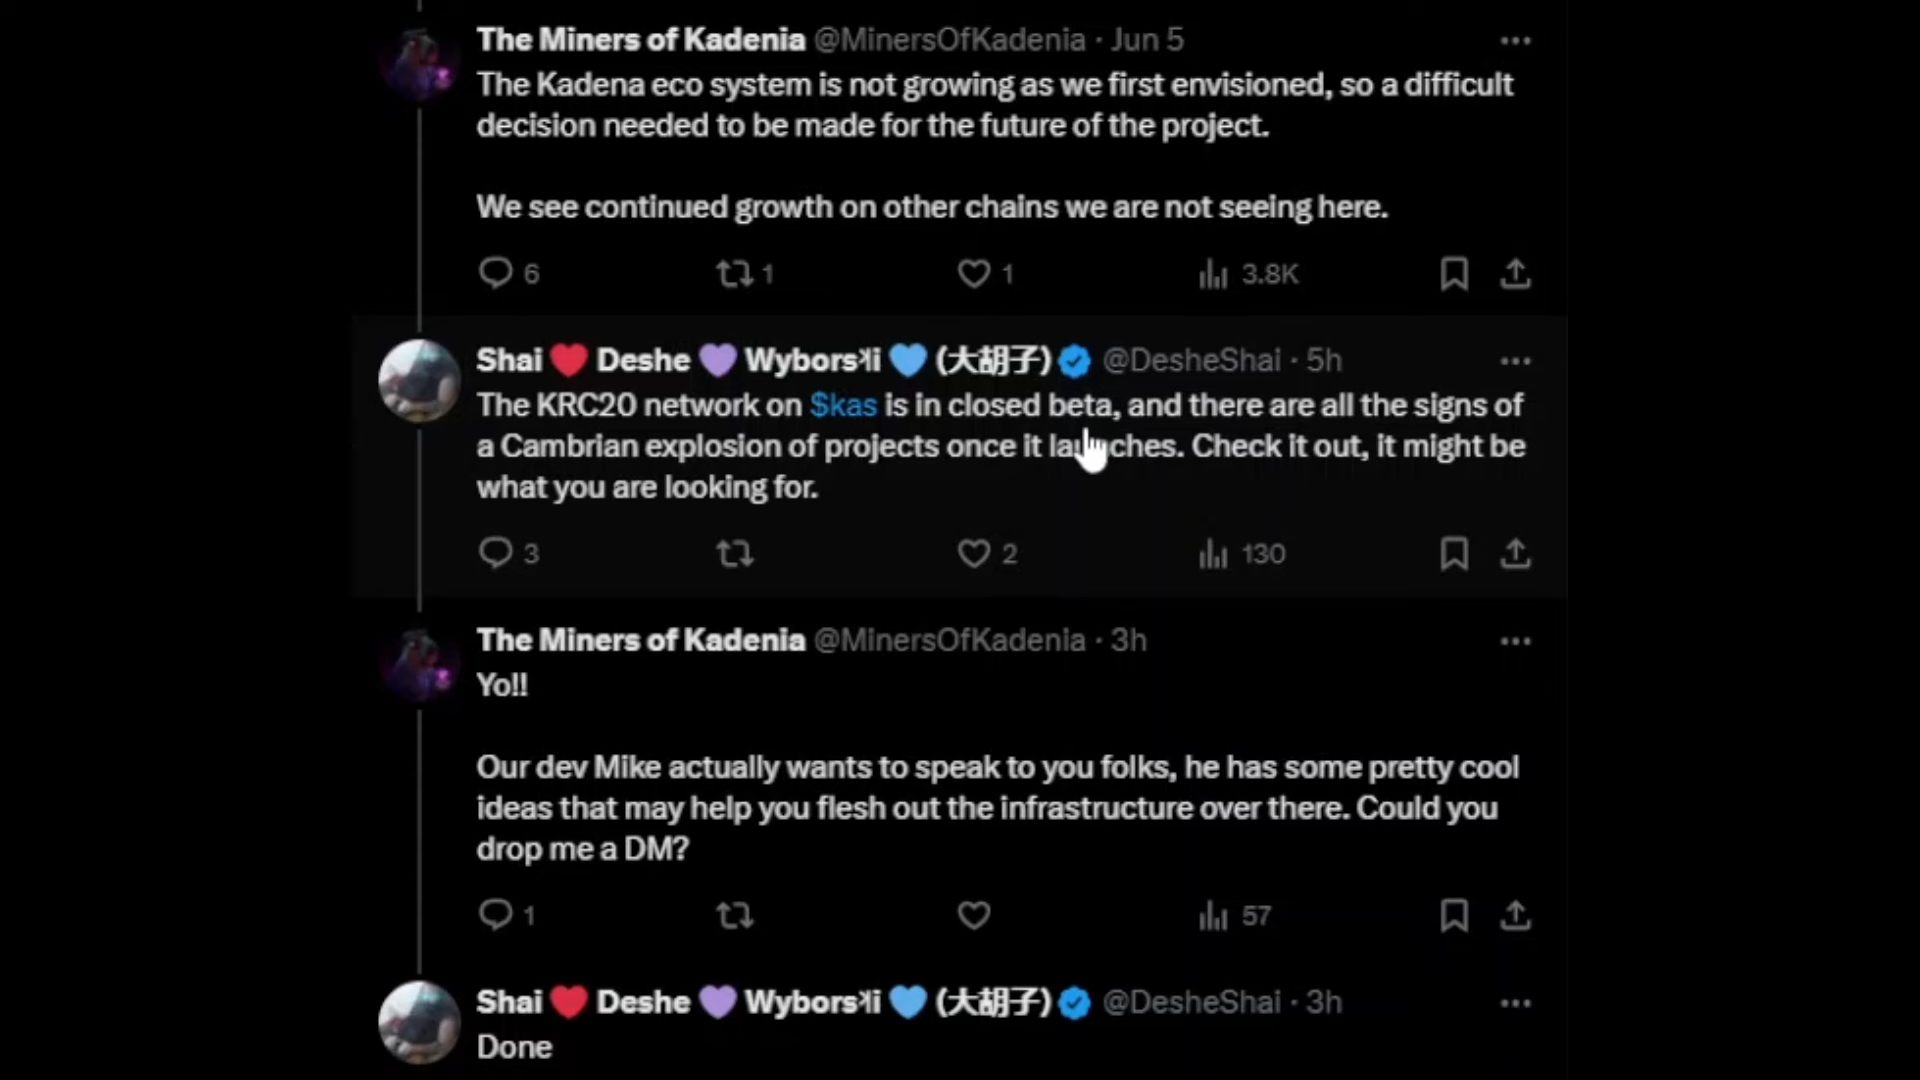 The Miners of Kadenia @MinersOfKadenia · Jun 5
The Kadena eco system is not growing as we first envisioned, so a difficult
decision needed to be made for the future of the project.
We see continued growth on other chains we are not seeing here.
6 1 1 3.8K
Shai ❤️ Deshe 💜 Wybors (大胡子) @DesheShai · 5h
The KRC20 network on $kas is in closed beta, and there are all the signs of
a Cambrian explosion of projects once it launches. Check it out, it might be
what you are looking for.
3 2 130
The Miners of Kadenia @MinersOfKadenia · 3h
Yo!!
Our dev Mike actually wants to speak to you folks, he has some pretty cool
ideas that may help you flesh out the infrastructure over there. Could you
drop me a DM?
1 57
Shai ❤️ Deshe 💜 (大胡子) @DesheShai · 3h
Done